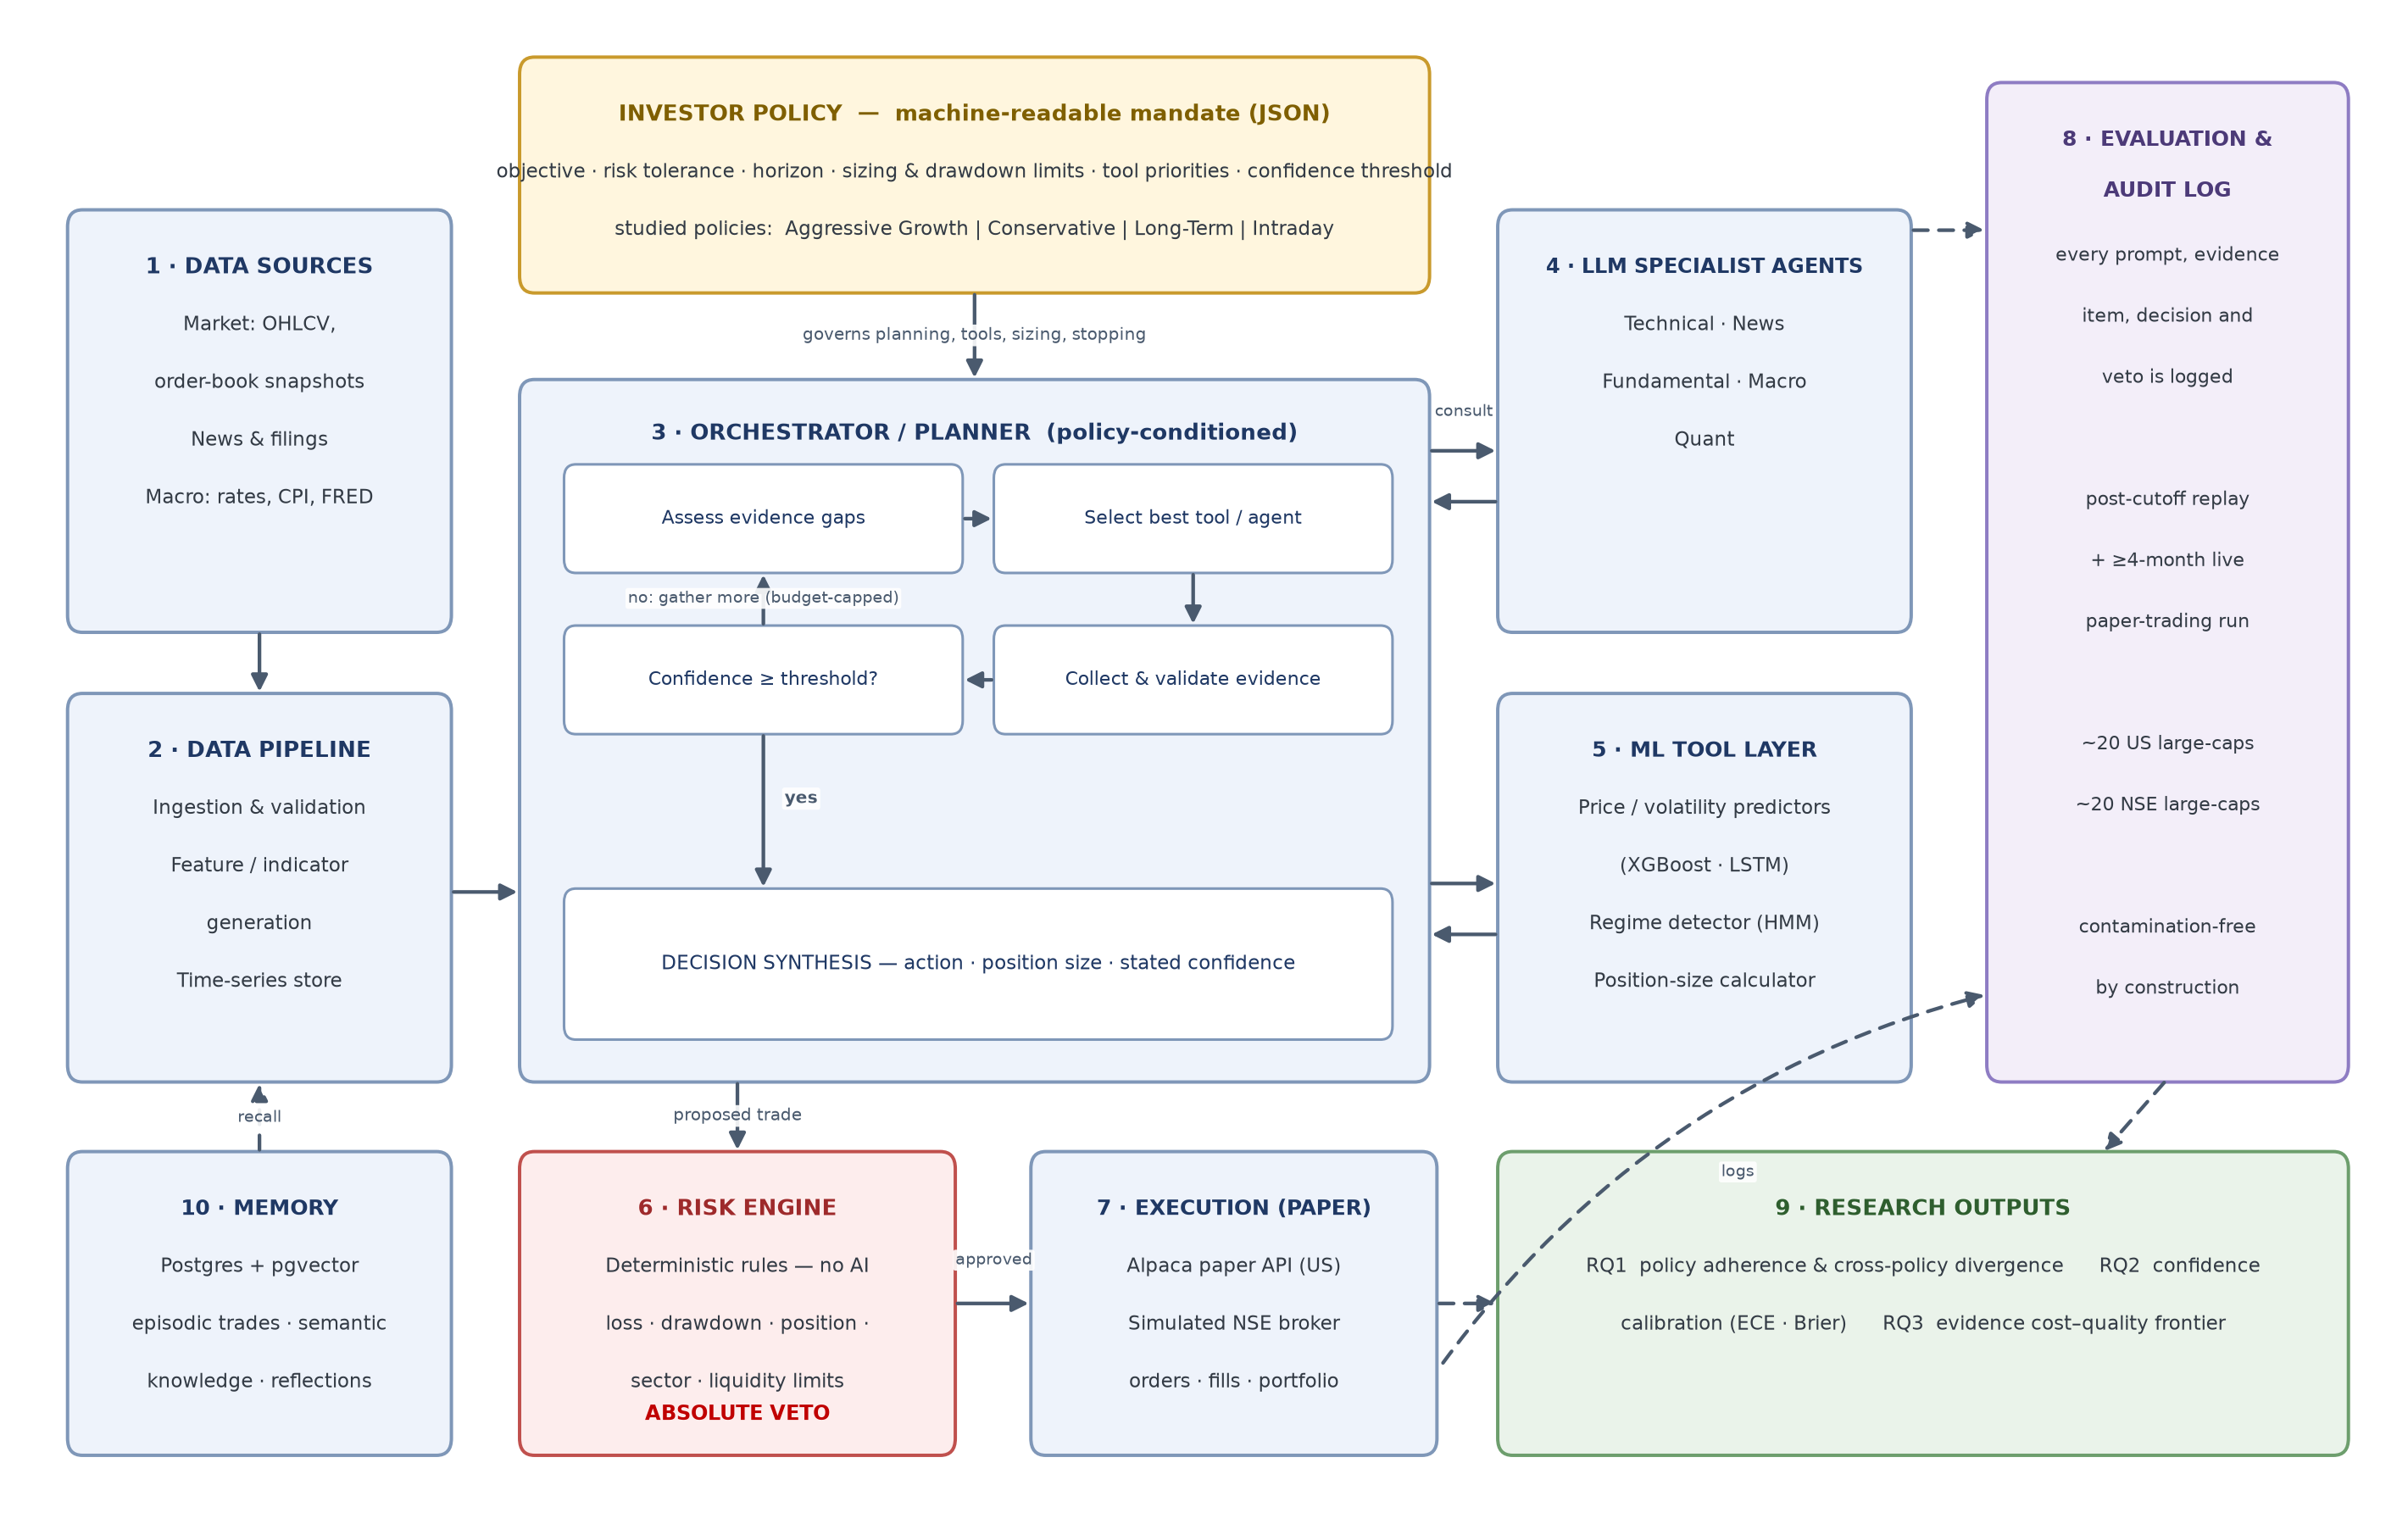 INVESTOR POLICY — machine-readable mandate (JSON)
objective · risk tolerance · horizon · sizing & drawdown limits · tool priorities · confidence threshold
studied policies: Aggressive Growth | Conservative | Long-Term | Intraday
governs planning, tools, sizing, stopping
1 · DATA SOURCES
Market: OHLCV,
order-book snapshots
News & filings
Macro: rates, CPI, FRED
2 · DATA PIPELINE
Ingestion & validation
Feature / indicator
generation
Time-series store
recall
10 · MEMORY
Postgres + pgvector
episodic trades · semantic
knowledge · reflections
3 · ORCHESTRATOR / PLANNER (policy-conditioned)
Assess evidence gaps
Select best tool / agent
no: gather more (budget-capped)
Confidence ≥ threshold?
Collect & validate evidence
yes
DECISION SYNTHESIS — action · position size · stated confidence
proposed trade
6 · RISK ENGINE
Deterministic rules — no AI
loss · drawdown · position ·
sector · liquidity limits
ABSOLUTE VETO
approved
7 · EXECUTION (PAPER)
Alpaca paper API (US)
Simulated NSE broker
orders · fills · portfolio
consult
4 · LLM SPECIALIST AGENTS
Technical · News
Fundamental · Macro
Quant
5 · ML TOOL LAYER
Price / volatility predictors
(XGBoost · LSTM)
Regime detector (HMM)
Position-size calculator
8 · EVALUATION &
AUDIT LOG
every prompt, evidence
item, decision and
veto is logged
post-cutoff replay
+ ≥4-month live
paper-trading run
~20 US large-caps
~20 NSE large-caps
contamination-free
by construction
logs
9 · RESEARCH OUTPUTS
RQ1 policy adherence & cross-policy divergence RQ2 confidence
calibration (ECE · Brier) RQ3 evidence cost–quality frontier